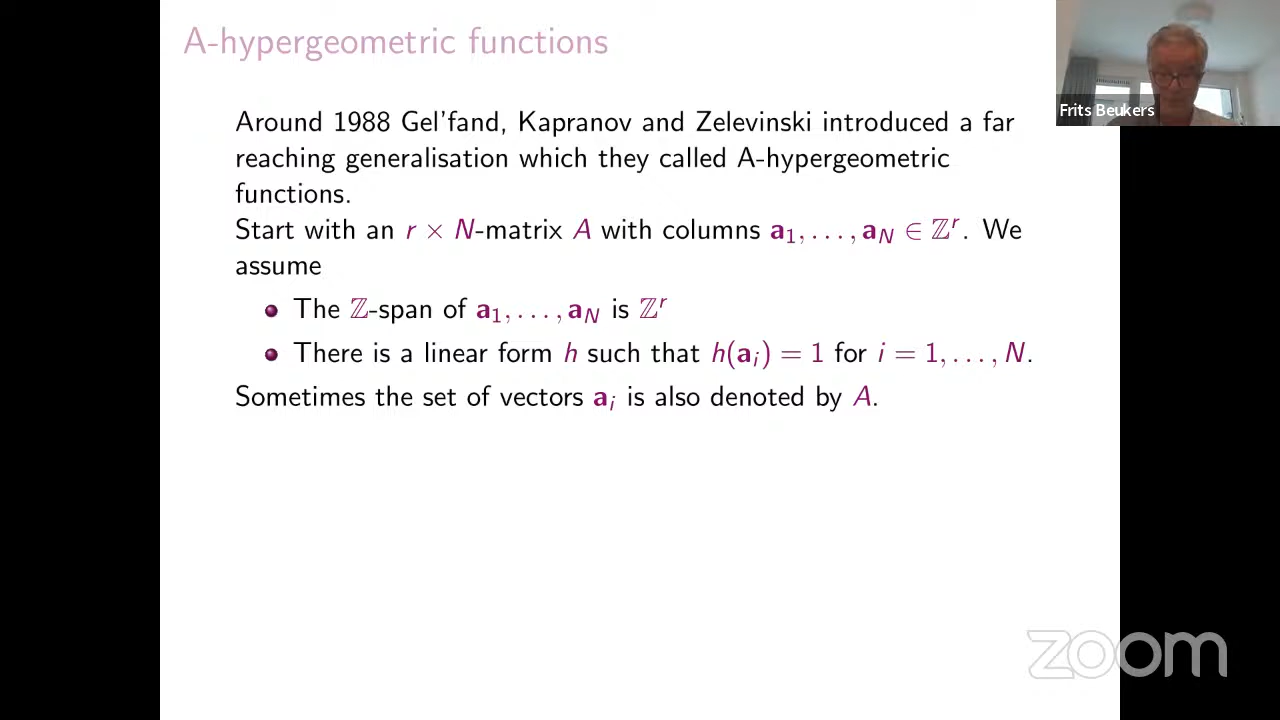 A-hypergeometric functions
Frits Beukers
Around 1988 Gel'fand, Kapranov and Zelevinski introduced a far
reaching generalisation which they called A-hypergeometric
functions.
Start with an r × N-matrix A with columns a₁, . . . , a_N ∈ ℤʳ. We
assume
The ℤ-span of a₁, . . . , a_N is ℤʳ
There is a linear form h such that h(aᵢ) = 1 for i = 1, . . . , N.
Sometimes the set of vectors aᵢ is also denoted by A.
zoom